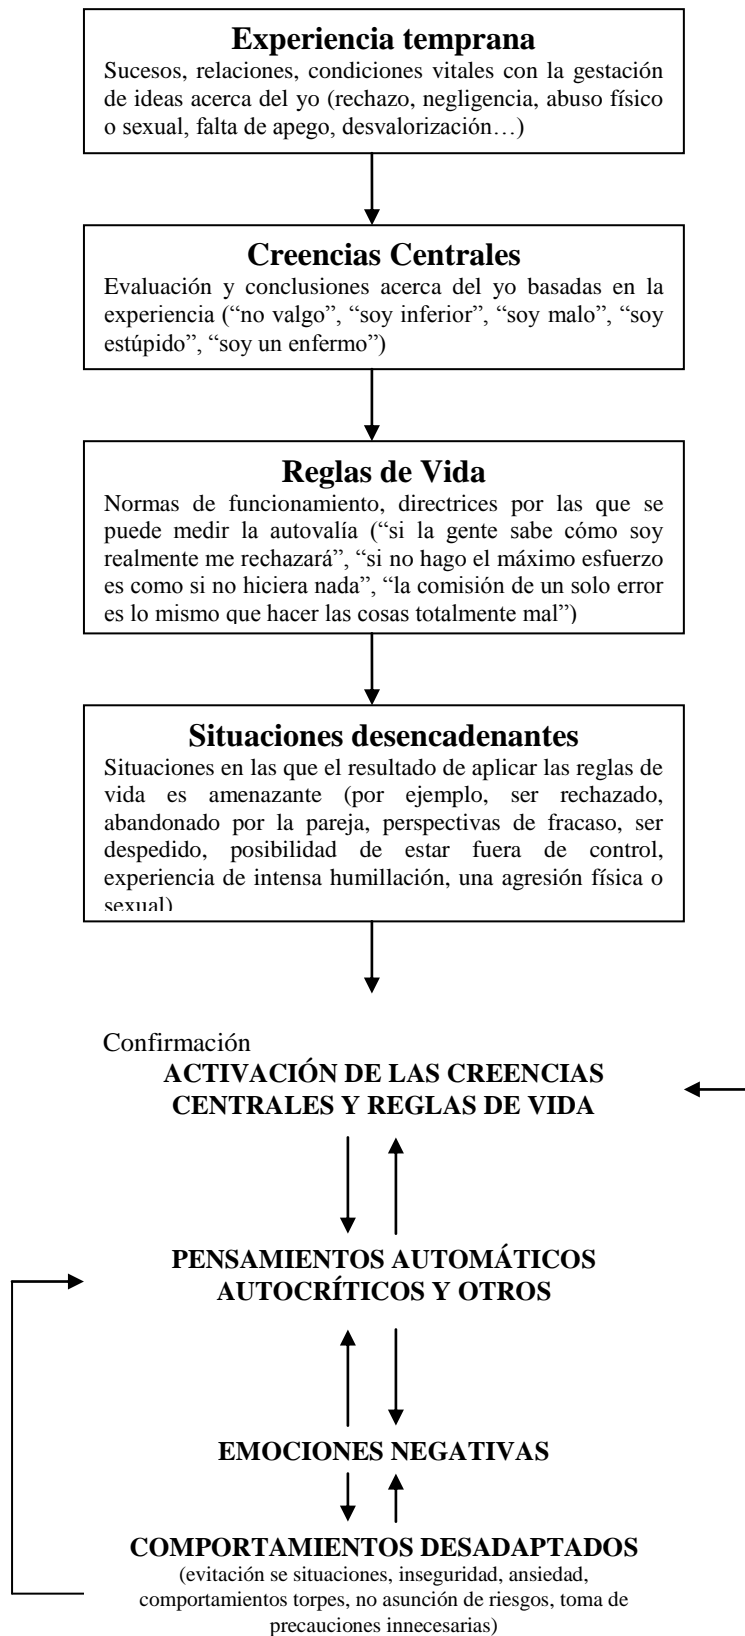 Experiencia temprana
Sucesos, relaciones, condiciones vitales con la gestación
de ideas acerca del yo (rechazo, negligencia, abuso físico
o sexual, falta de apego, desvalorización…)
Creencias Centrales
Evaluación y conclusiones acerca del yo basadas en la
experiencia (“no valgo”, “soy inferior”, “soy malo”, “soy
estúpido”, “soy un enfermo”)
Reglas de Vida
Normas de funcionamiento, directrices por las que se
puede medir la autovalía (“si la gente sabe cómo soy
realmente me rechazará”, “si no hago el máximo esfuerzo
es como si no hiciera nada”, “la comisión de un solo error
es lo mismo que hacer las cosas totalmente mal”)
Situaciones desencadenantes
Situaciones en las que el resultado de aplicar las reglas de
vida es amenazante (por ejemplo, ser rechazado,
abandonado por la pareja, perspectivas de fracaso, ser
despedido, posibilidad de estar fuera de control,
experiencia de intensa humillación, una agresión física o
sexual)
Confirmación
ACTIVACIÓN DE LAS CREENCIAS
CENTRALES Y REGLAS DE VIDA
PENSAMIENTOS AUTOMÁTICOS
AUTOCRÍTICOS Y OTROS
EMOCIONES NEGATIVAS
COMPORTAMIENTOS DESADAPTADOS
(evitación se situaciones, inseguridad, ansiedad,
comportamientos torpes, no asunción de riesgos, toma de
precauciones innecesarias)